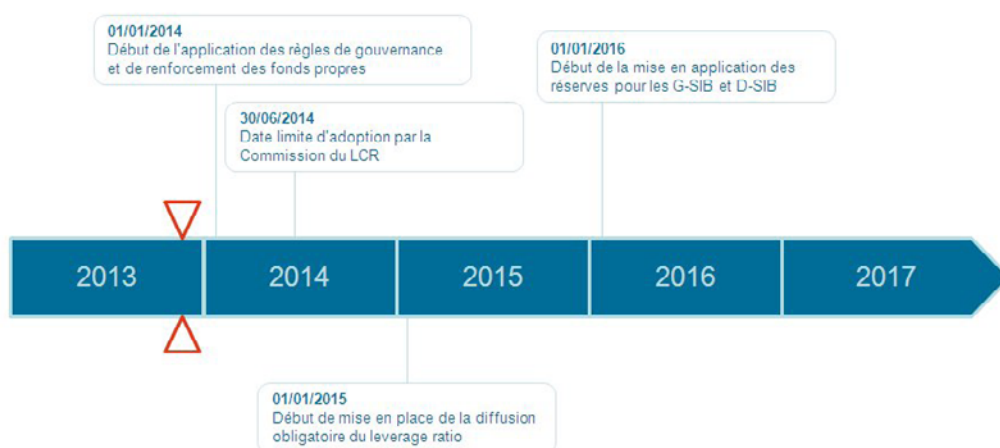 01/01/2014
Début de l'application des règles de gouvernance
et de renforcement des fonds propres
01/01/2016
Début de la mise en application des
réserves pour les G-SIB et D-SIB
30/06/2014
Date limite d'adoption par la
Commission du LCR
2013
2014
2015
2016
2017
01/01/2015
Début de mise en place de la diffusion
obligatoire du leverage ratio